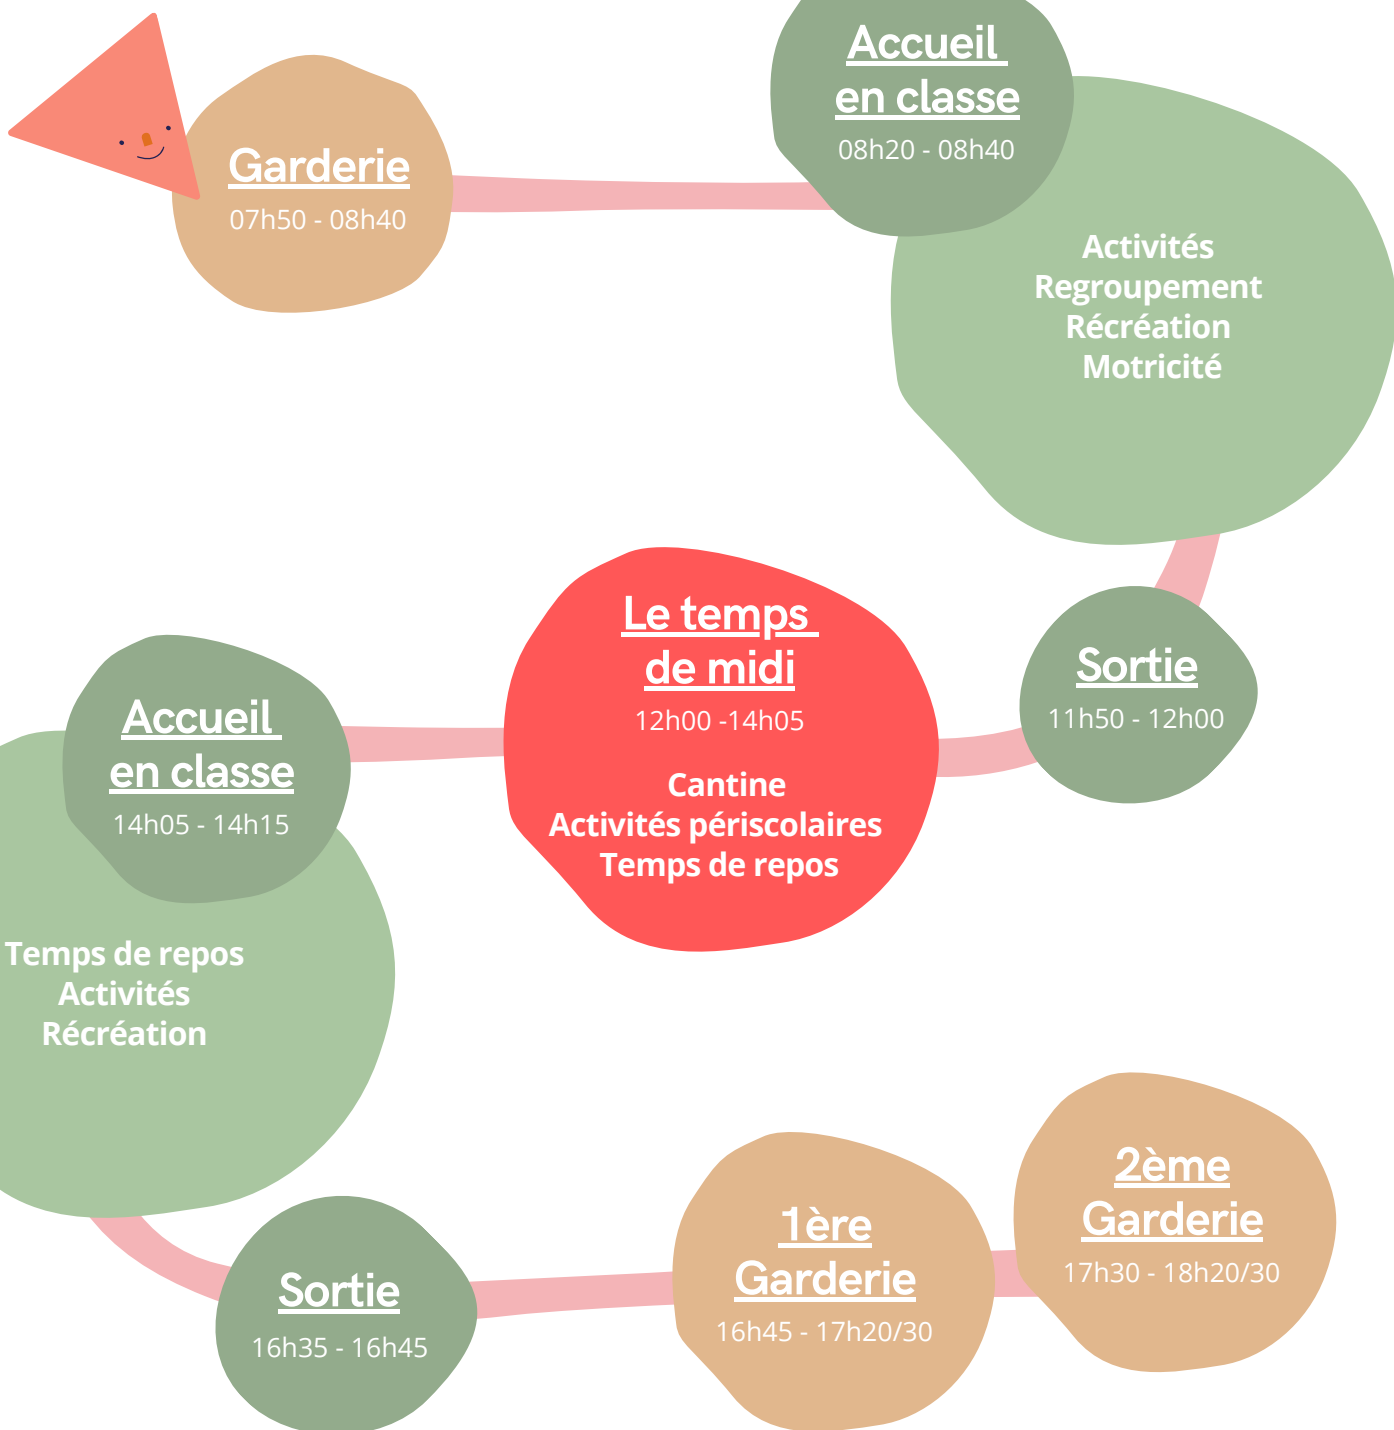 Garderie
07h50 - 08h40
Accueil
en classe
08h20 - 08h40
Activités
Regroupement
Récréation
Motricité
Sortie
11h50 - 12h00
Le temps
de midi
12h00 -14h05
Cantine
Activités périscolaires
Temps de repos
Accueil
en classe
14h05 - 14h15
Temps de repos
Activités
Récréation
Sortie
16h35 - 16h45
1ère
Garderie
16h45 - 17h20/30
2ème
Garderie
17h30 - 18h20/30